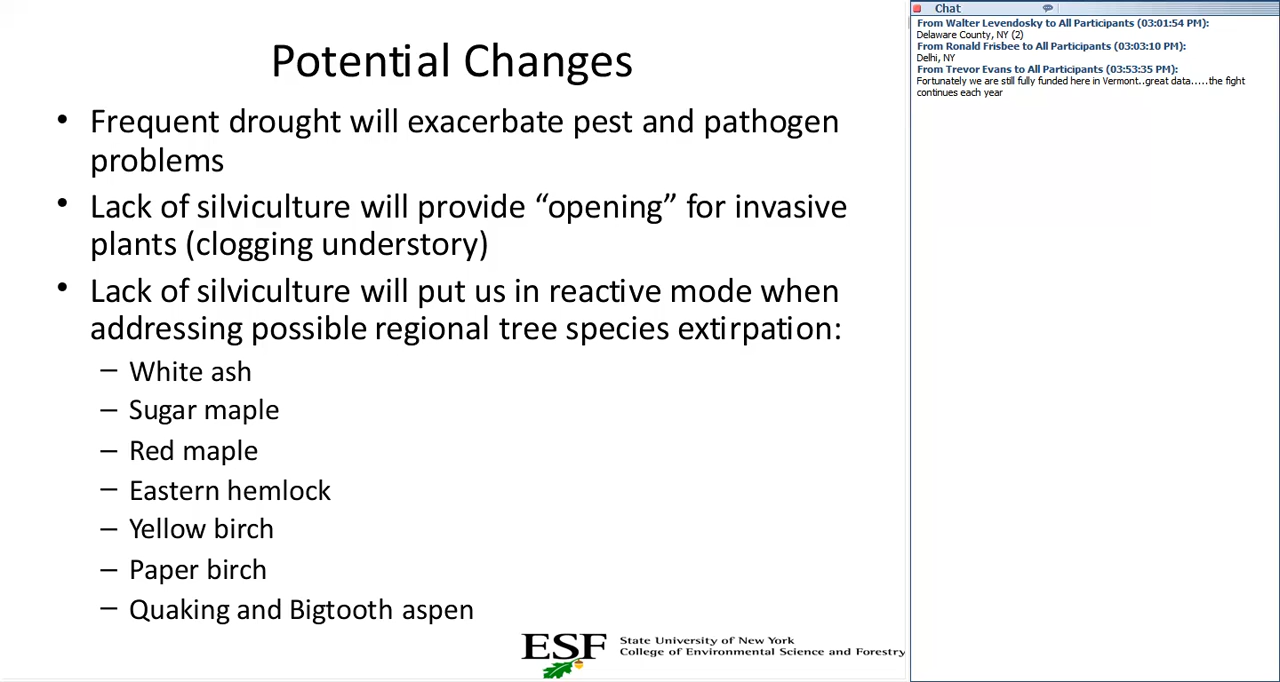 Potential Changes
• Frequent drought will exacerbate pest and pathogen
problems
• Lack of silviculture will provide “opening” for invasive
plants (clogging understory)
• Lack of silviculture will put us in reactive mode when
addressing possible regional tree species extirpation:
– White ash
– Sugar maple
– Red maple
– Eastern hemlock
– Yellow birch
– Paper birch
– Quaking and Bigtooth aspen
ESF
State University of New York
College of Environmental Science and Forestry
Chat
From Walter Levendosky to All Participants (03:01:54 PM):
Delaware County, NY (2)
From Ronald Frisbee to All Participants (03:03:10 PM):
Delhi, NY
From Trevor Evans to All Participants (03:53:35 PM):
Fortunately we are still fully funded here in Vermont..great data.....the fight
continues each year